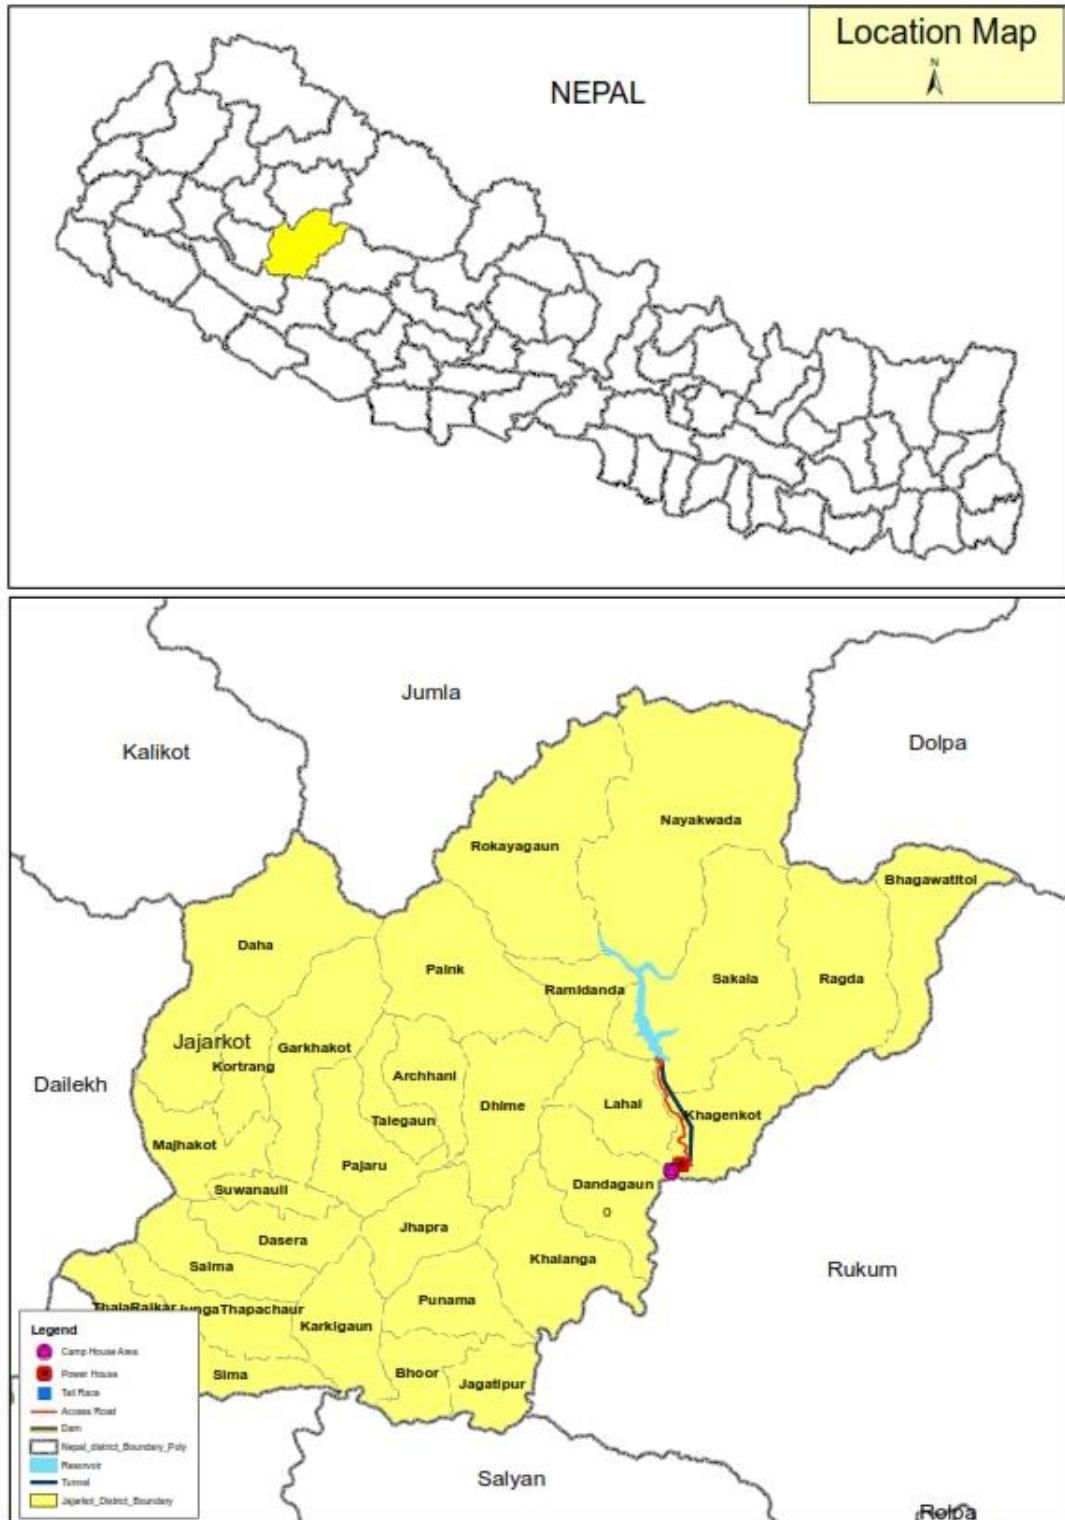 Location Map
N
NEPAL
Jumla
Kalikot
Dolpa
Nayakwada
Rokayagaun
Bhagawatitol
Daha
Paink
Sakala
Ragda
Ramidanda
Jajarkot
Garkhakot
Kortrang
Archhani
Dailekh
Dhime
Lahai
Khagenkot
Talegaun
Majhakot
Pajaru
Dandagaun
Suwanauli
0
Jhapra
Dasera
Khalanga
Salma
Rukum
Punama
ThalaRaikar
JungaThapachaur
Karkigaun
Sima
Bhoor
Jagatipur
Salyan
Rolpa
Legend
Camp House Area
Power House
Tail Race
Access Road
Dam
Nepal_district_Boundary_Poly
Reservoir
Tunnel
Jajarkot_District_Boundary